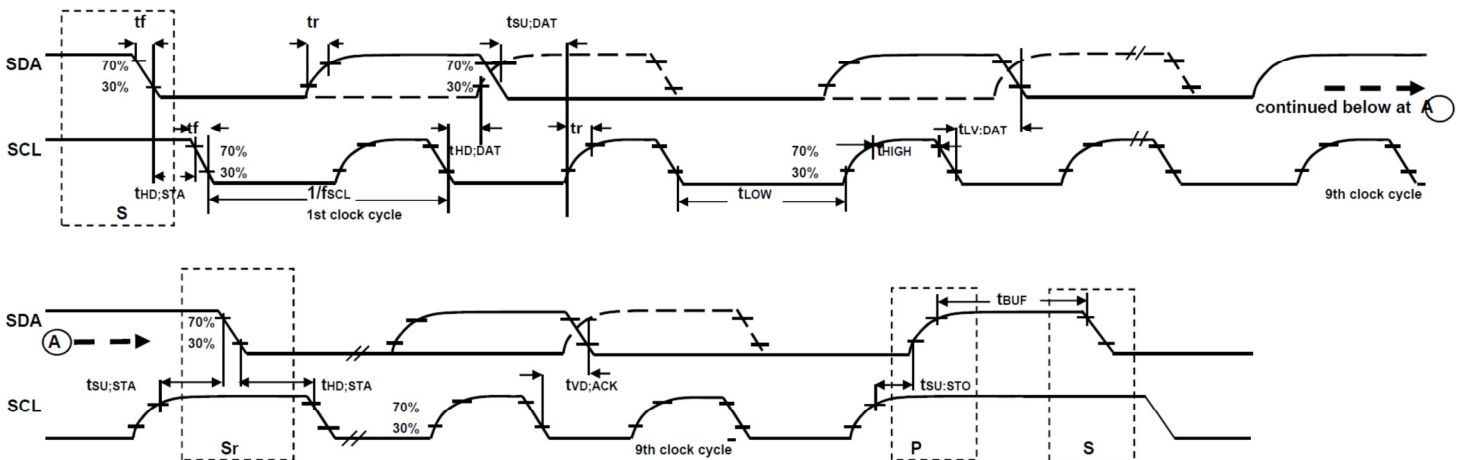 tf tr tSU;DAT
SDA 70% 70%
30% 30%
continued below at A
tf tr tLV:DAT
SCL 70% tHD;DAT 70% tHIGH
30% 30%
tHD;STA 1/fSCL tLOW
S 1st clock cycle 9th clock cycle
tBUF
SDA 70%
A 30%
tSU;STA tHD;STA tVD;ACK tSU:STO
SCL 70%
30%
Sr 9th clock cycle P S